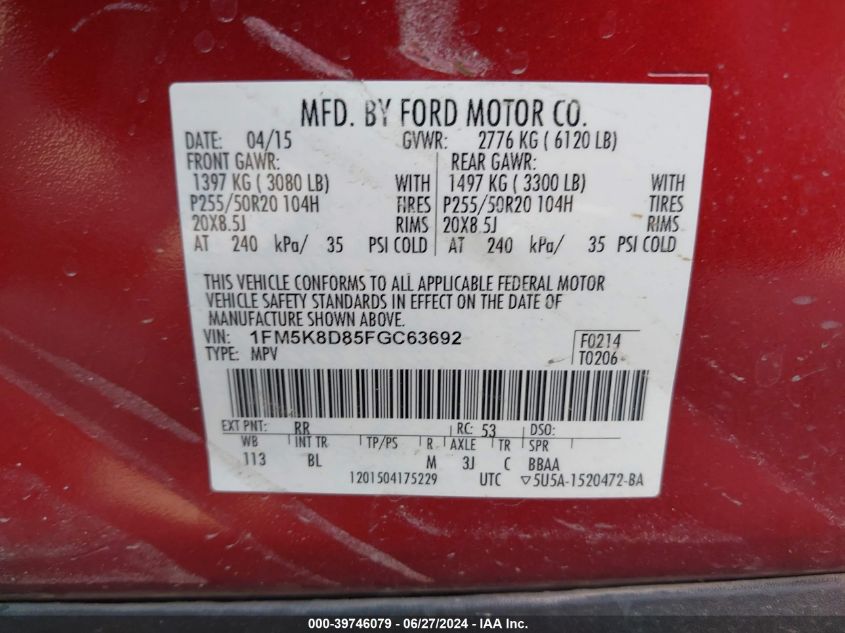 MFD. BY FORD MOTOR CO.
DATE: 04/15 GVWR: 2776 KG ( 6120 LB)
FRONT GAWR: REAR GAWR:
1397 KG ( 3080 LB) WITH 1497 KG ( 3300 LB) WITH
P255/50R20 104H TIRES P255/50R20 104H TIRES
20X8.5J RIMS 20X8.5J RIMS
AT 240 kPa/ 35 PSI COLD AT 240 kPa/ 35 PSI COLD
THIS VEHICLE CONFORMS TO ALL APPLICABLE FEDERAL MOTOR
VEHICLE SAFETY STANDARDS IN EFFECT ON THE DATE OF
MANUFACTURE SHOWN ABOVE.
VIN: 1FM5K8D85FGC63692 F0214
TYPE: MPV T0206
EXT PNT: RR RC: 53 DSO:
WB INT TR TP/PS R AXLE TR SPR
113 BL M 3J C BBAA
1201504175229 UTC ▽5U5A-1520472-BA
000-39746079 - 06/27/2024 - IAA Inc.